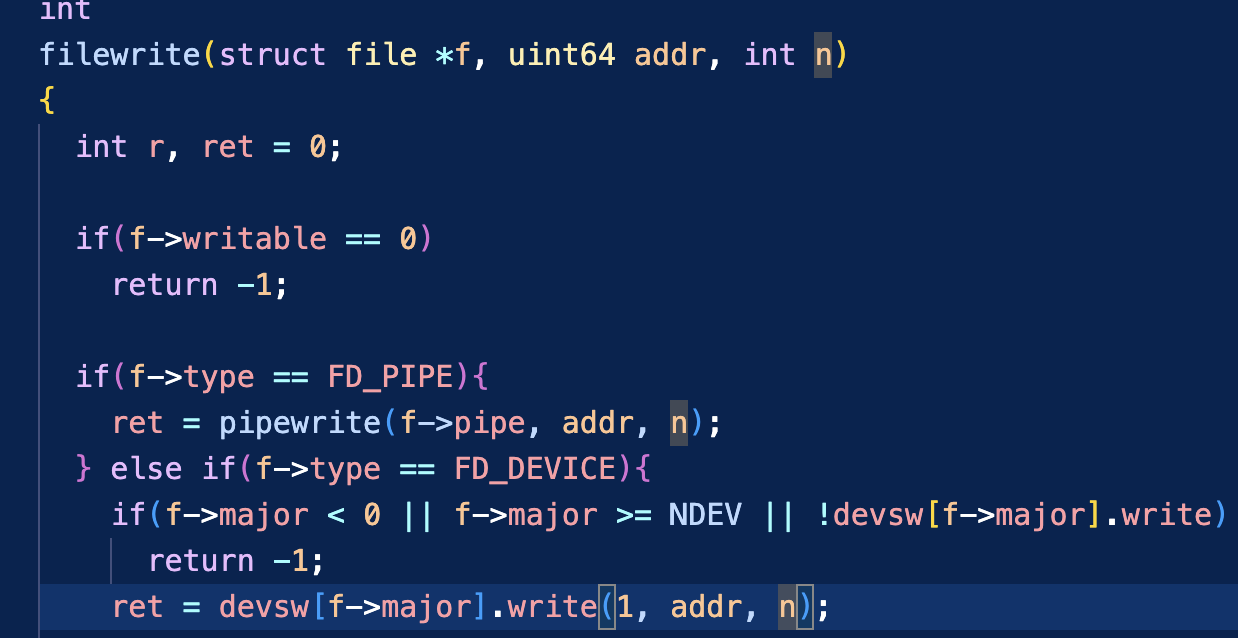 int
filewrite(struct file *f, uint64 addr, int n)
{
int r, ret = 0;
if(f->writable == 0)
return -1;
if(f->type == FD_PIPE){
ret = pipewrite(f->pipe, addr, n);
} else if(f->type == FD_DEVICE){
if(f->major < 0 || f->major >= NDEV || !devsw[f->major].write)
return -1;
ret = devsw[f->major].write(1, addr, n);